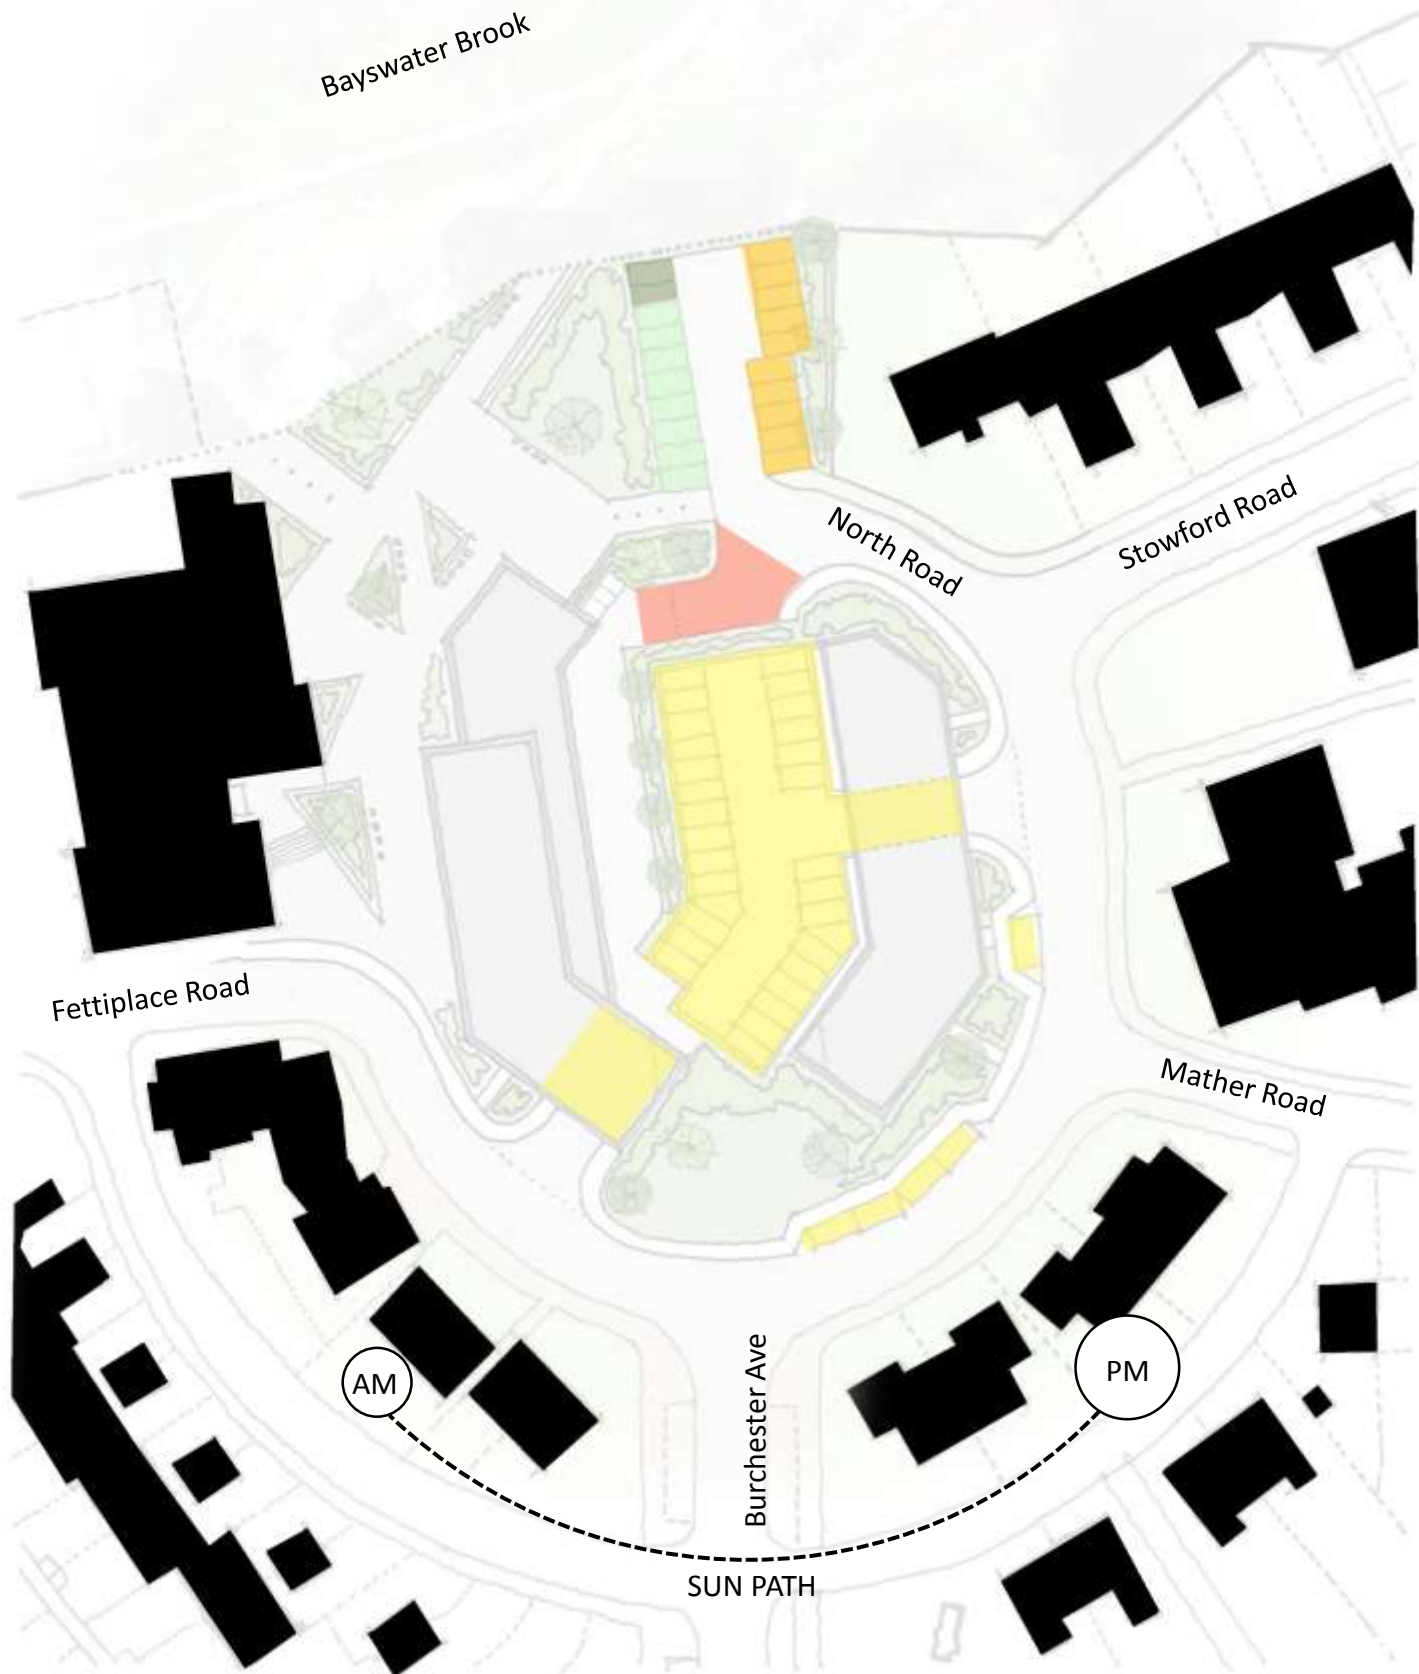 Bayswater Brook
North Road
Stowford Road
Fettiplace Road
Mather Road
AM
PM
Burchester Ave
SUN PATH